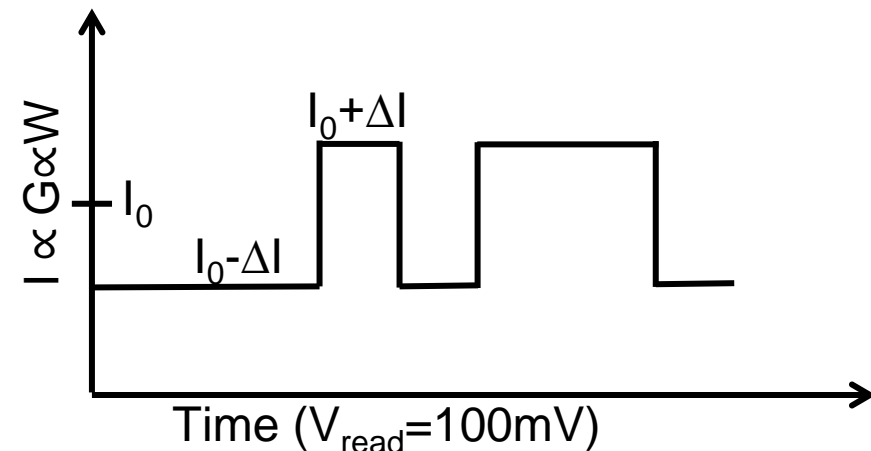 I ∝ G∝W
I₀+ΔI
I₀
I₀-ΔI
Time (V_read=100mV)